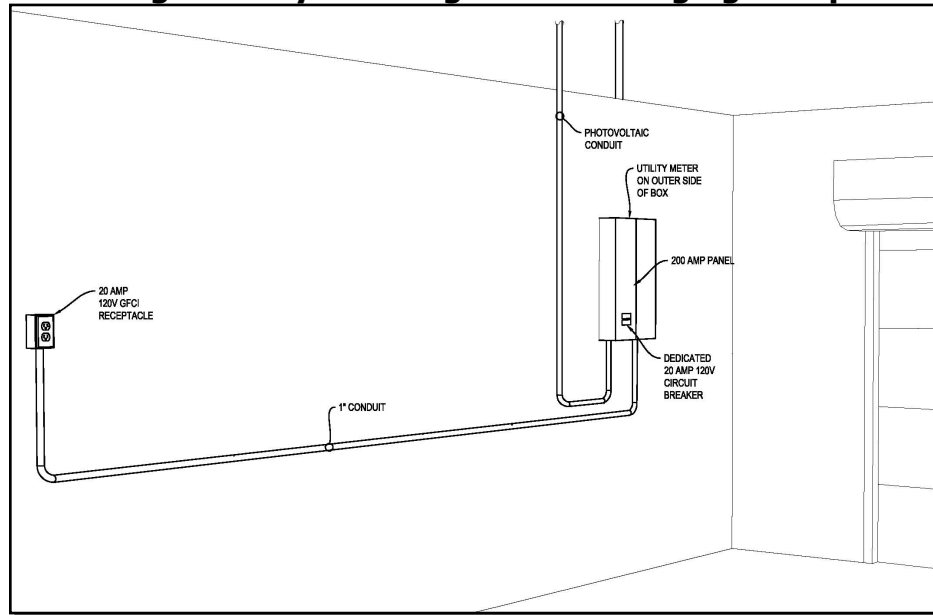 PHOTOVOLTAIC
CONDUIT
UTILITY METER
ON OUTER SIDE
OF BOX
200 AMP PANEL
20 AMP
120V GFCI
RECEPTACLE
DEDICATED
20 AMP 120V
CIRCUIT
BREAKER
1" CONDUIT